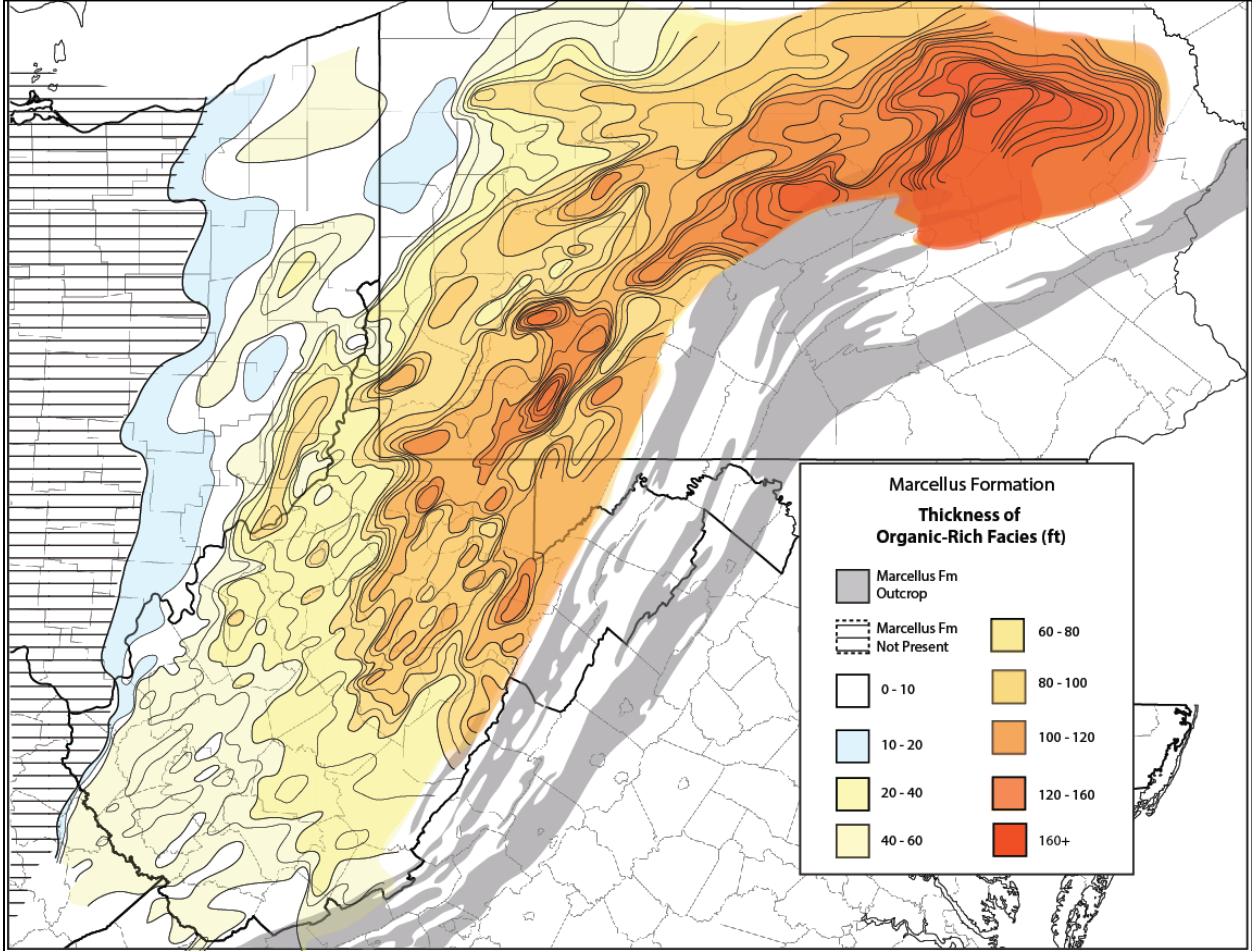 Marcellus Formation
Thickness of
Organic-Rich Facies (ft)
Marcellus Fm
Outcrop
Marcellus Fm
Not Present
0 - 10
10 - 20
20 - 40
40 - 60
60 - 80
80 - 100
100 - 120
120 - 160
160+